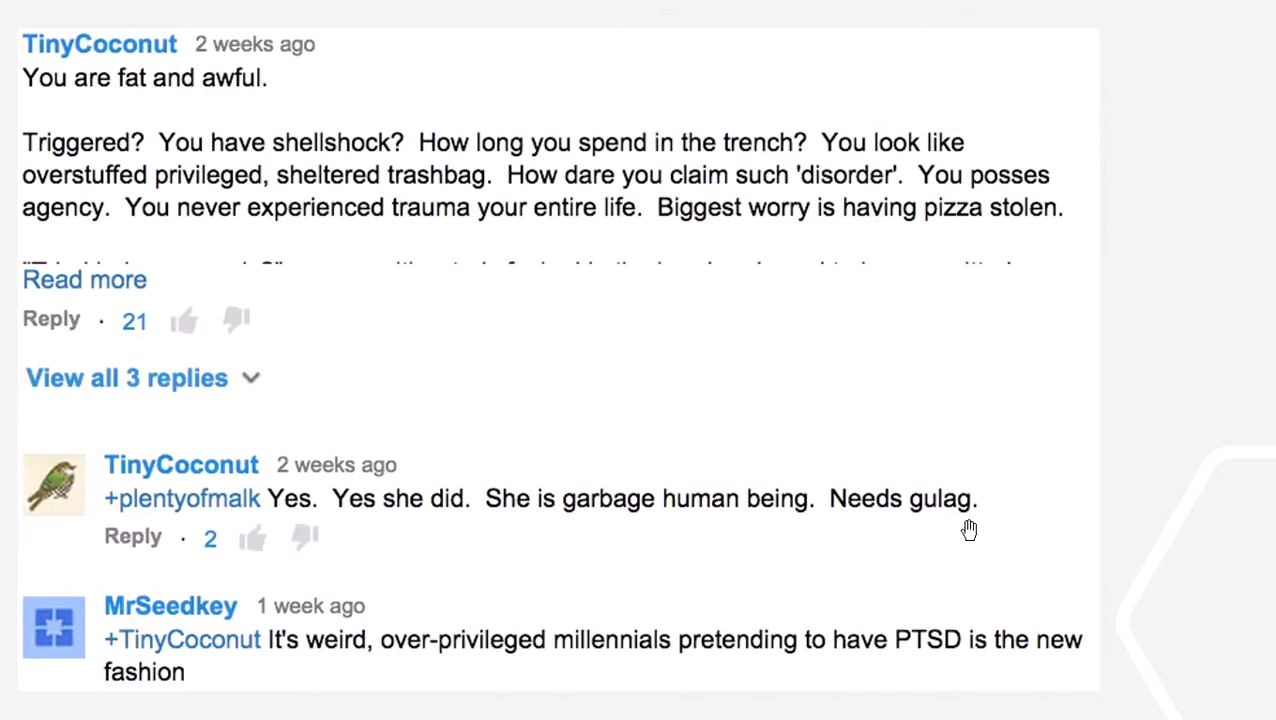 TinyCoconut 2 weeks ago
You are fat and awful.
Triggered? You have shellshock? How long you spend in the trench? You look like
overstuffed privileged, sheltered trashbag. How dare you claim such 'disorder'. You posses
agency. You never experienced trauma your entire life. Biggest worry is having pizza stolen.
Read more
Reply · 21
View all 3 replies
TinyCoconut 2 weeks ago
+plentyofmalk Yes. Yes she did. She is garbage human being. Needs gulag.
Reply · 2
MrSeedkey 1 week ago
+TinyCoconut It's weird, over-privileged millennials pretending to have PTSD is the new
fashion